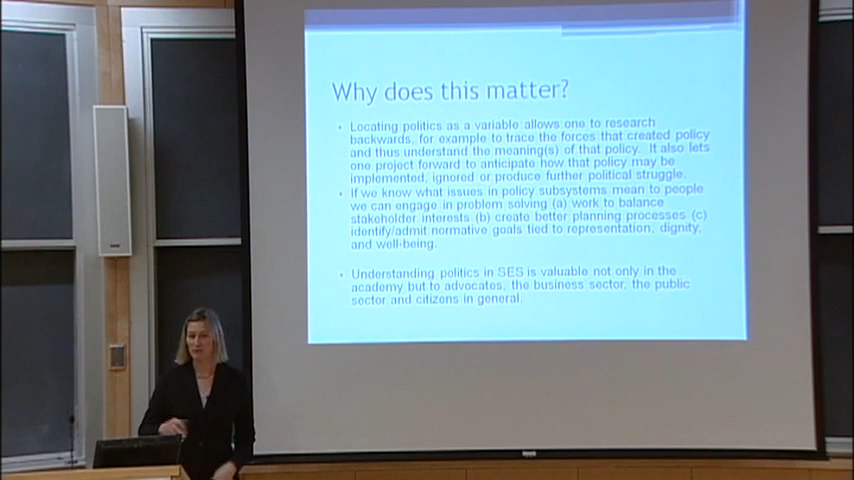 Why does this matter?
• Locating politics as a variable allows one to research
backwards, for example to trace the forces that created policy
and thus understand the meaning(s) of that policy. It also lets
one project forward to anticipate how that policy may be
implemented, ignored or produce further political struggle.
• If we know what issues in policy subsystems mean to people
we can engage in problem solving (a) work to balance
stakeholder interests (b) create better planning processes (c)
identify/admit normative goals tied to representation, dignity,
and well-being.
• Understanding politics in SES is valuable not only in the
academy but to advocates, the business sector, the public
sector and citizens in general.